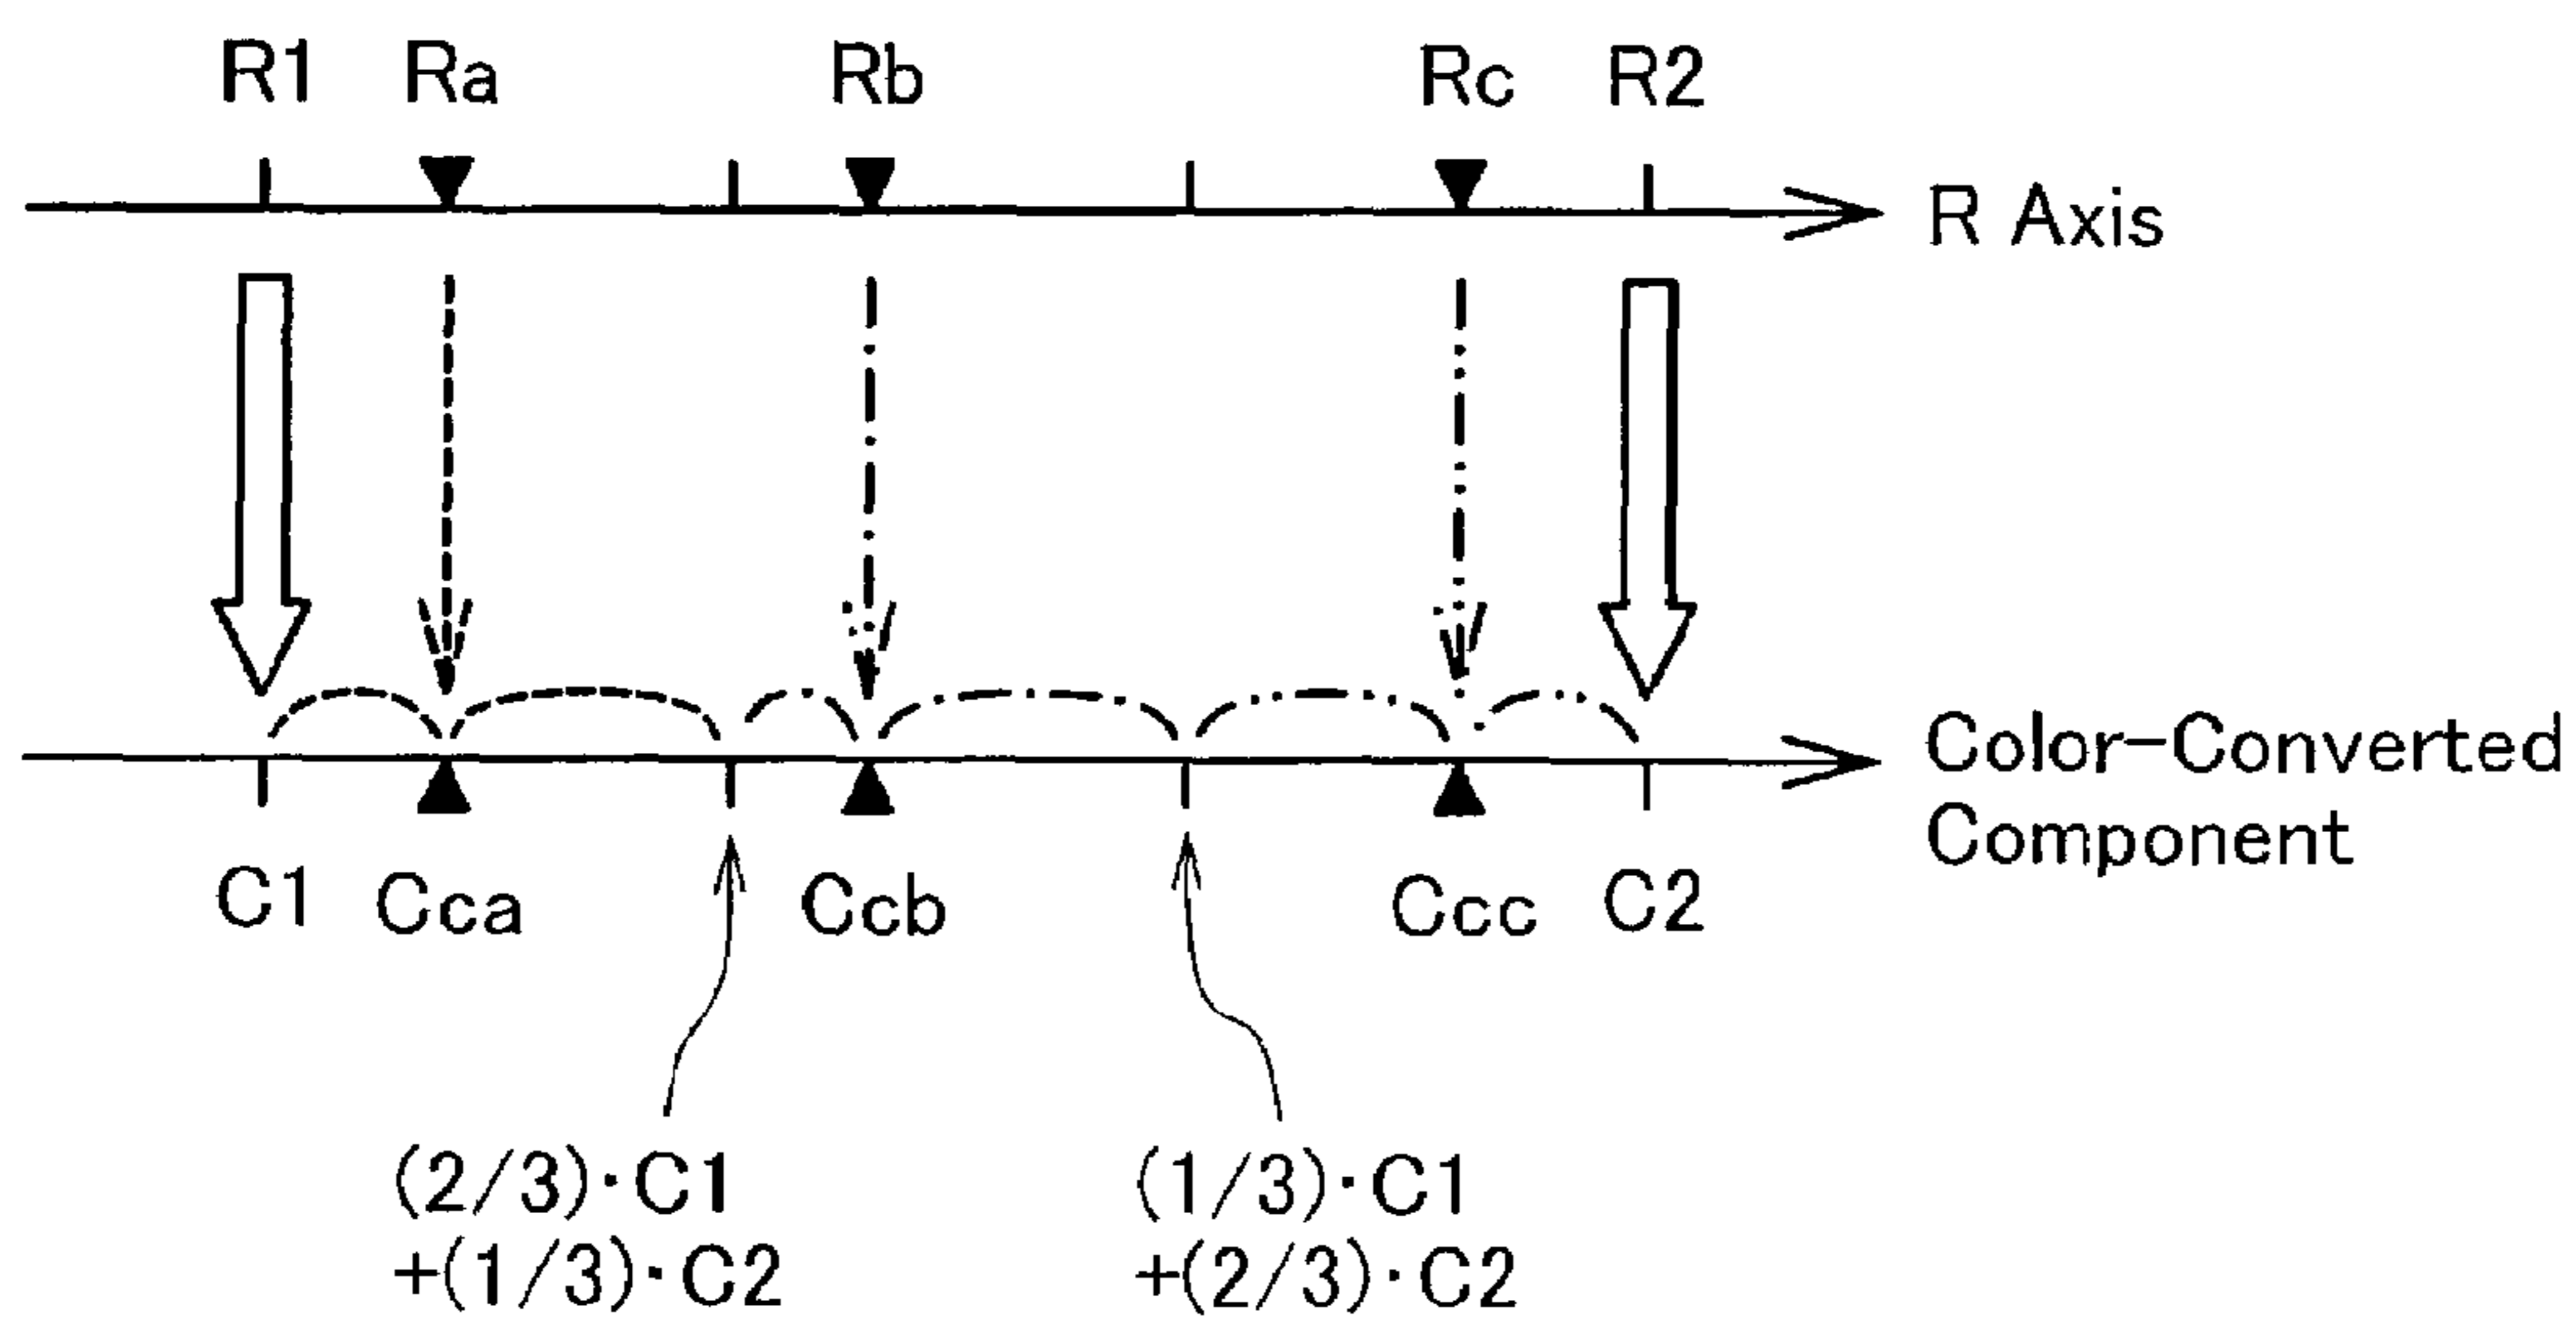 R1 Ra Rb Rc R2
R Axis
Color-Converted
Component
C1 Cca Ccb Ccc C2
(2/3)·C1
+(1/3)·C2
(1/3)·C1
+(2/3)·C2